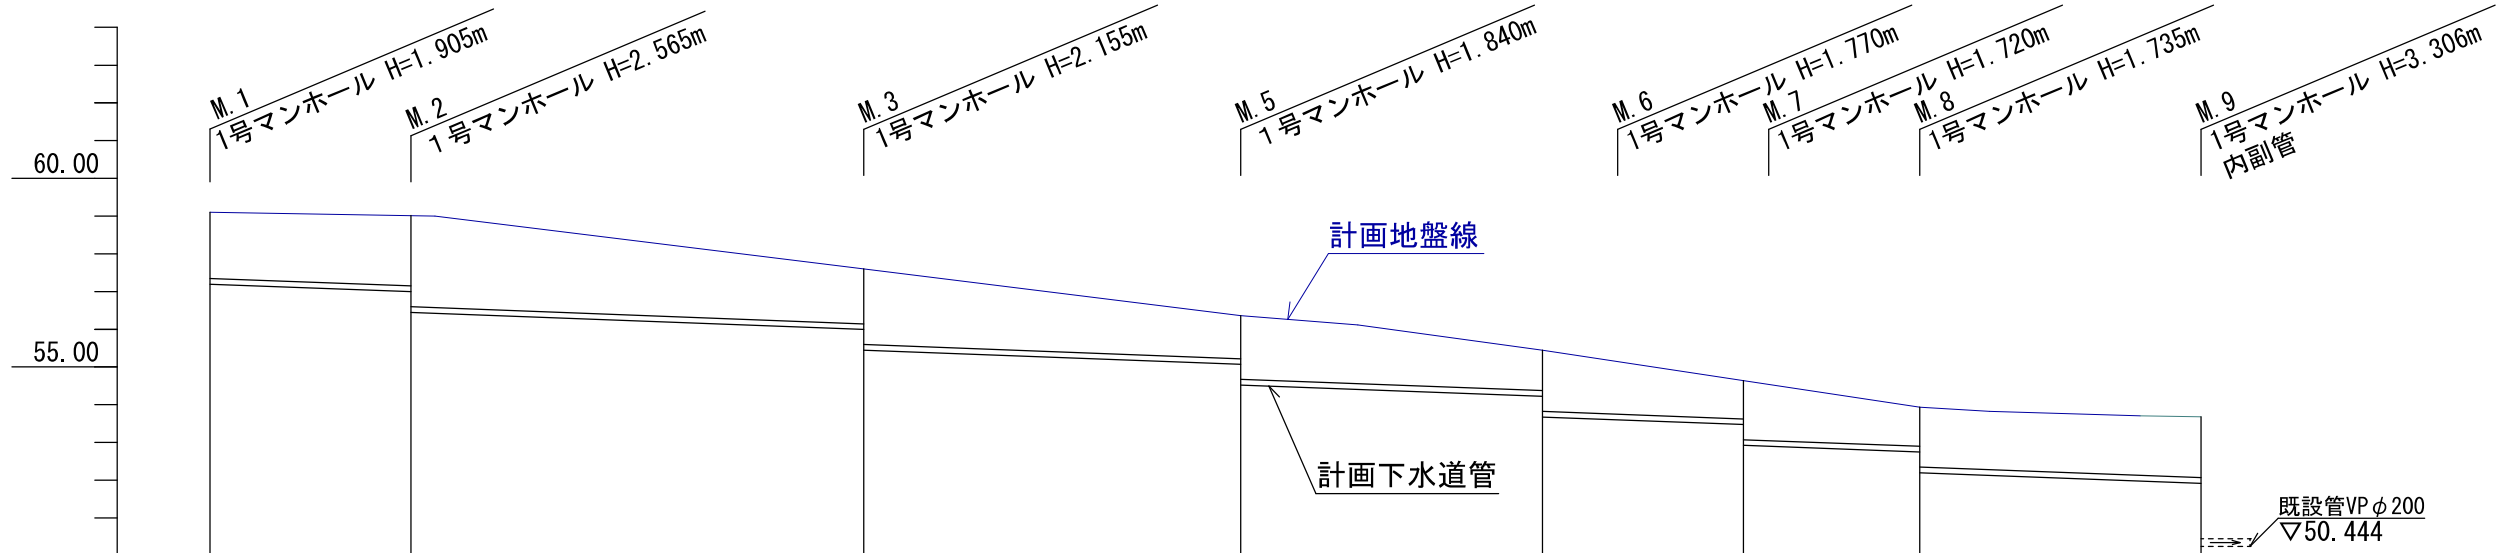 M. 1
1号マンホール H=1. 905m
M. 2
1号マンホール H=2. 565m
M. 3
1号マンホール H=2. 155m
M. 5
1号マンホール H=1. 840m
M. 6
1号マンホール H=1. 770m
M. 7
1号マンホール H=1. 720m
M. 8
1号マンホール H=1. 735m
M. 9
1号マンホール H=3. 306m
内副管
60. 00
計画地盤線
55. 00
計画下水道管
既設管VPφ200
▽50. 444